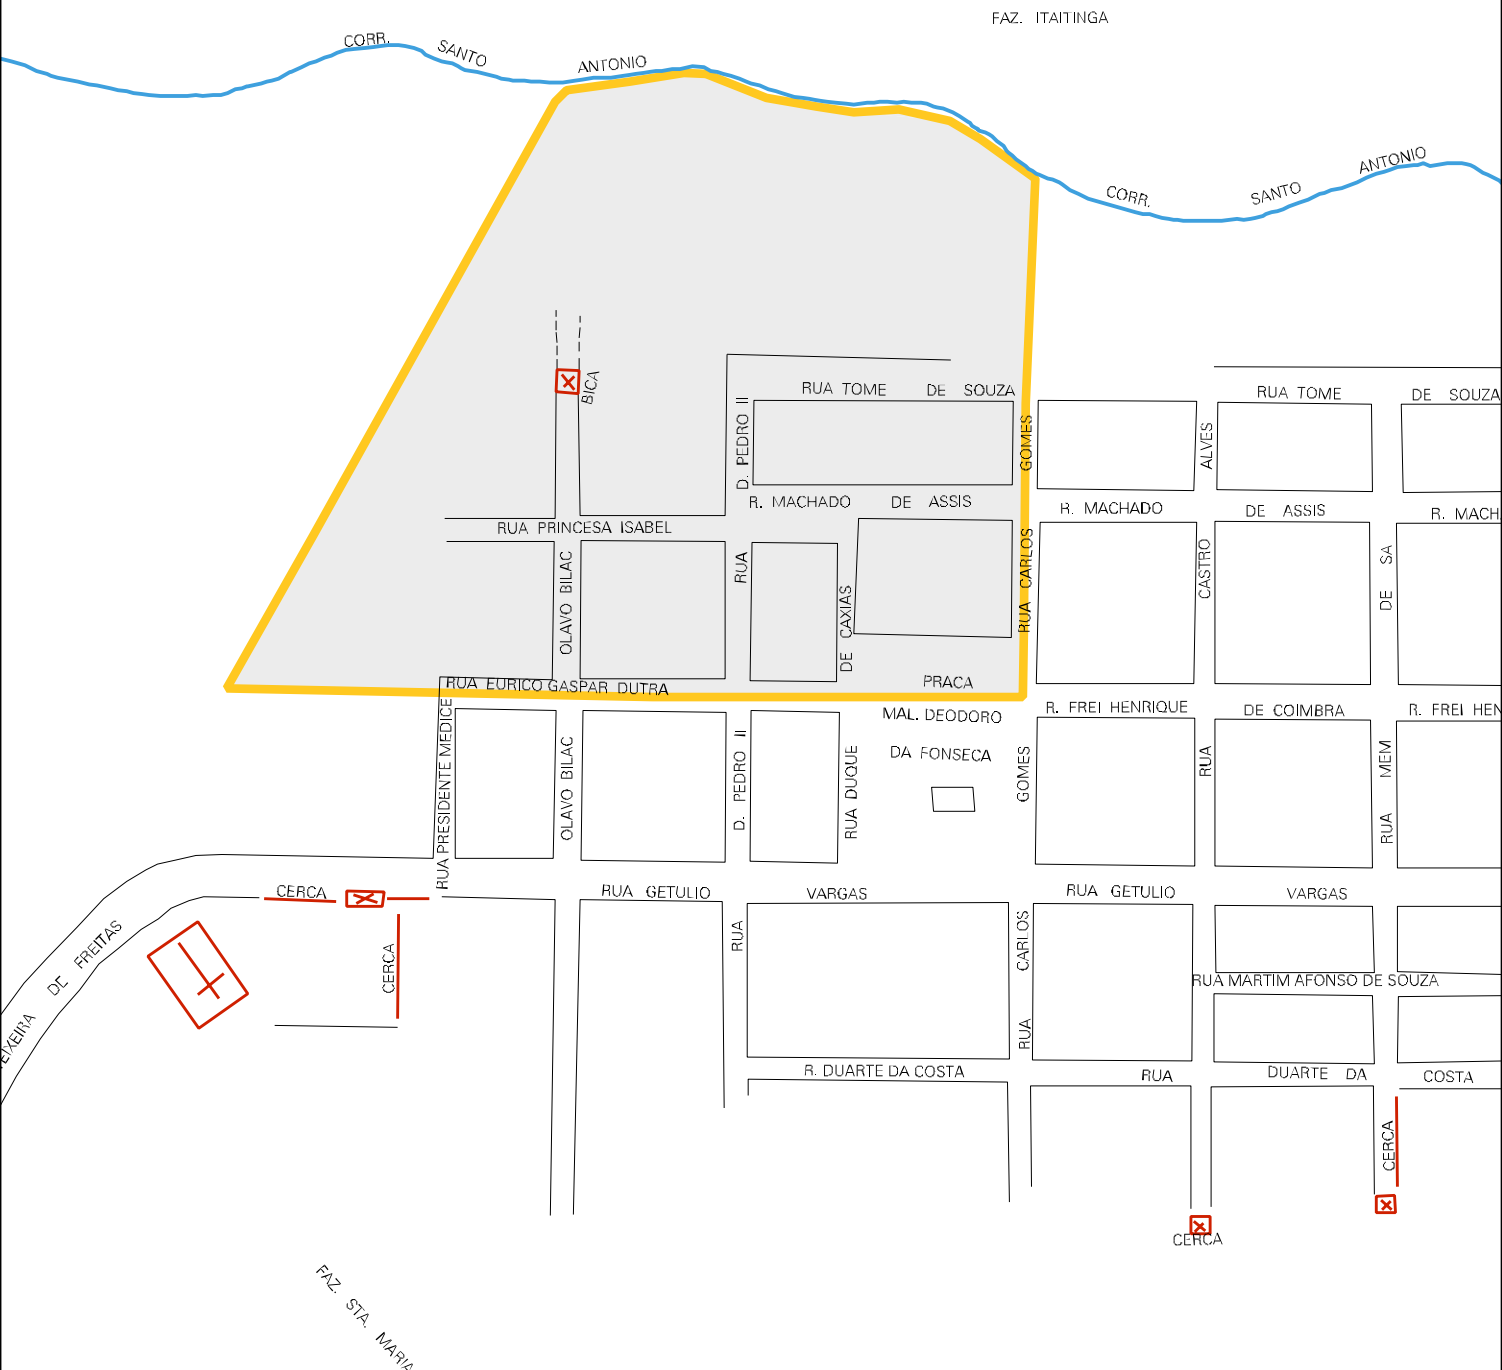 FAZ. ITAITINGA
CORR. SANTO ANTONIO
CORR. SANTO ANTONIO
BICA
RUA TOME DE SOUZA
RUA TOME DE SOUZA
D. PEDRO II
GOMES
ALVES
R. MACHADO DE ASSIS
R. MACHADO DE ASSIS
R. MACH
RUA PRINCESA ISABEL
OLAVO BILAC
RUA
DE CAXIAS
RUA CARLOS
CASTRO
DE SA
RUA EURICO GASPAR DUTRA
PRACA
MAL. DEODORO
DA FONSECA
R. FREI HENRIQUE DE COIMBRA
R. FREI HEN
RUA PRESIDENTE MEDICE
OLAVO BILAC
D. PEDRO II
RUA DUQUE
GOMES
RUA
RUA MEM
CERCA
RUA GETULIO VARGAS
RUA GETULIO VARGAS
EIXEIRA DE FREITAS
CERCA
RUA
RUA CARLOS
RUA MARTIM AFONSO DE SOUZA
R. DUARTE DA COSTA
RUA DUARTE DA COSTA
CERCA
CERCA
FAZ. STA. MARIA